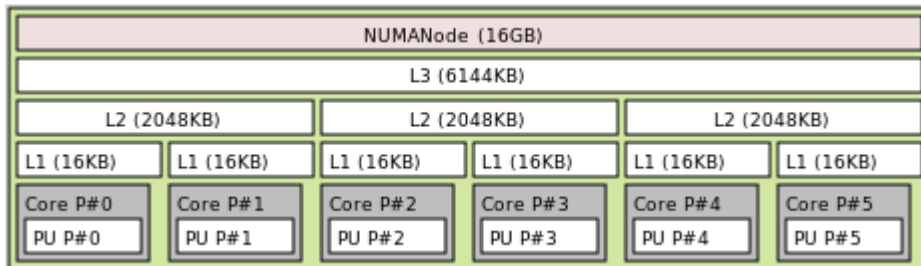 NUMANode (16GB)
L3 (6144KB)
L2 (2048KB) L2 (2048KB) L2 (2048KB)
L1 (16KB) L1 (16KB) L1 (16KB) L1 (16KB) L1 (16KB) L1 (16KB)
Core P#0 Core P#1 Core P#2 Core P#3 Core P#4 Core P#5
PU P#0 PU P#1 PU P#2 PU P#3 PU P#4 PU P#5